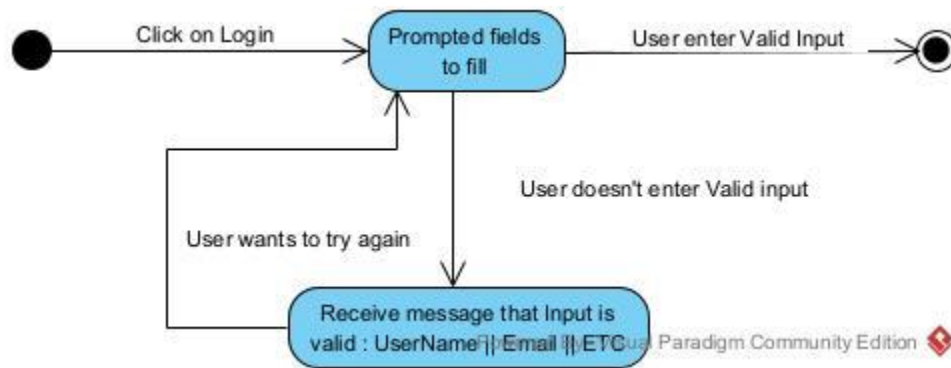 Click on Login
Prompted fields
to fill
User enter Valid Input
User doesn't enter Valid input
User wants to try again
Receive message that Input is
valid : UserName || Email || ETC
Paradigm Community Edition